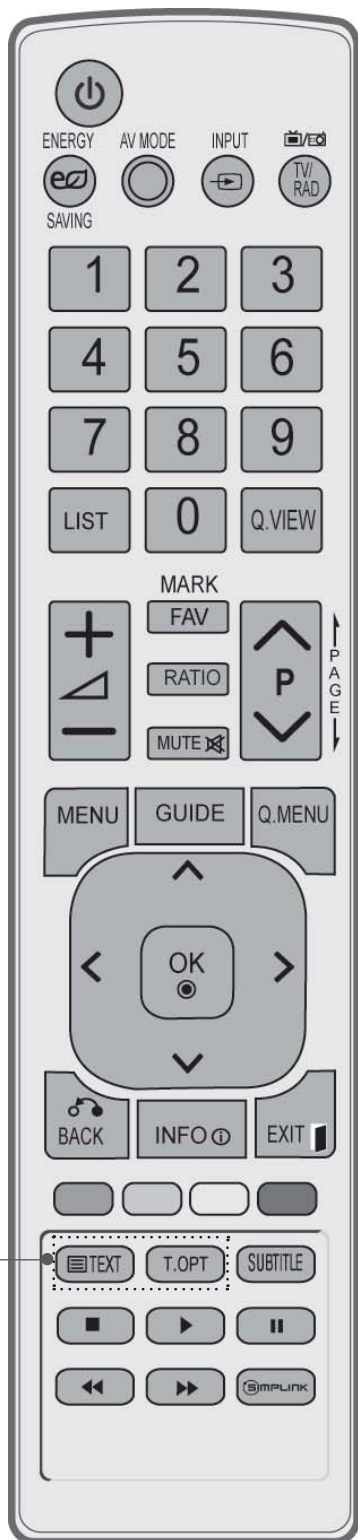 ENERGY AV MODE INPUT
TV/
RAD
SAVING
1 2 3
4 5 6
7 8 9
LIST 0 Q.VIEW
MARK
FAV
RATIO
P
PAGE
MUTE
MENU GUIDE Q.MENU
OK
BACK INFO EXIT
TEXT T.OPT SUBTITLE
SIMPLINK